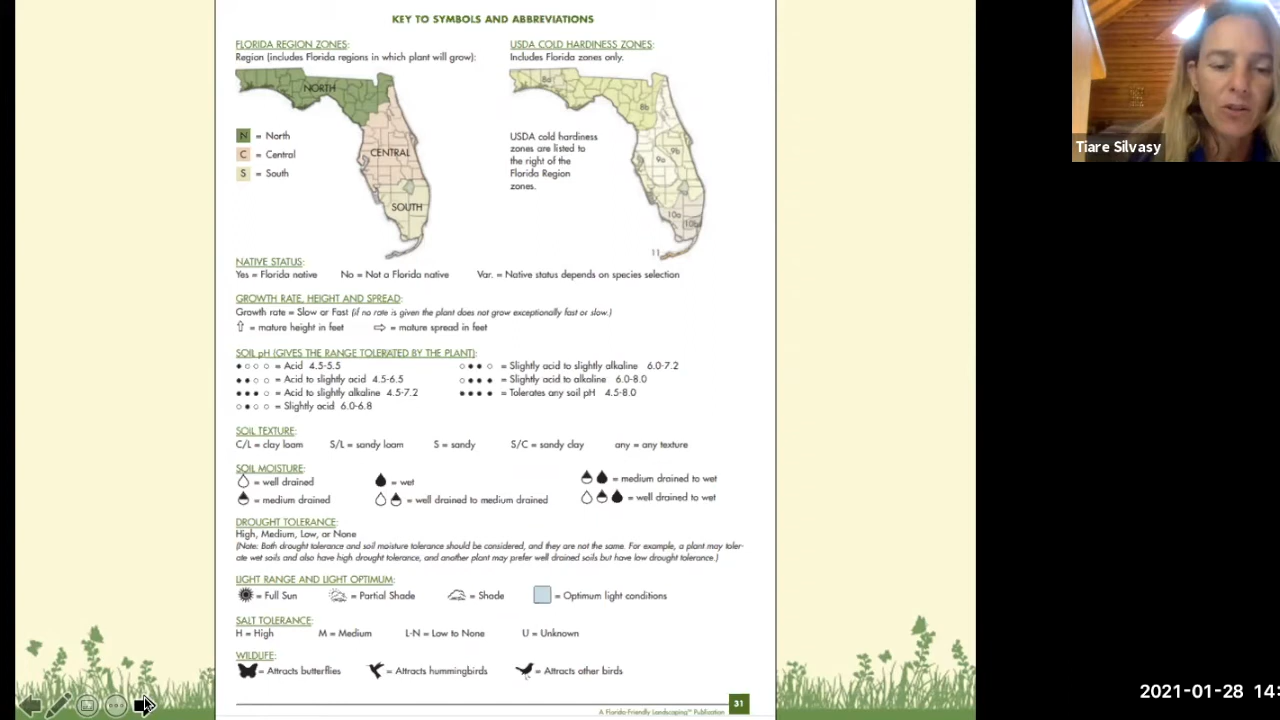 KEY TO SYMBOLS AND ABBREVIATIONS
FLORIDA REGION ZONES:
Region (includes Florida regions in which plant will grow):
NORTH
CENTRAL
SOUTH
N = North
C = Central
S = South
USDA COLD HARDINESS ZONES:
Includes Florida zones only.
8a
8b
9a
9b
10a
10b
11
USDA cold hardiness
zones are listed to
the right of the
Florida Region
zones.
NATIVE STATUS:
Yes = Florida native No = Not a Florida native Var. = Native status depends on species selection
GROWTH RATE, HEIGHT AND SPREAD:
Growth rate = Slow or Fast (if no rate is given the plant does not grow exceptionally fast or slow.)
= mature height in feet = mature spread in feet
SOIL pH (GIVES THE RANGE TOLERATED BY THE PLANT):
= Acid 4.5-5.5
= Acid to slightly acid 4.5-6.5
= Acid to slightly alkaline 4.5-7.2
= Slightly acid 6.0-6.8
= Slightly acid to slightly alkaline 6.0-7.2
= Slightly acid to alkaline 6.0-8.0
= Tolerates any soil pH 4.5-8.0
SOIL TEXTURE:
C/L = clay loam S/L = sandy loam S = sandy S/C = sandy clay any = any texture
SOIL MOISTURE:
= well drained = wet = medium drained to wet
= medium drained = well drained to medium drained = well drained to wet
DROUGHT TOLERANCE:
High, Medium, Low, or None
(Note: Both drought tolerance and soil moisture tolerance should be considered, and they are not the same. For example, a plant may toler-
ate wet soils and also have high drought tolerance, and another plant may prefer well drained soils but have low drought tolerance.)
LIGHT RANGE AND LIGHT OPTIMUM:
= Full Sun = Partial Shade = Shade = Optimum light conditions
SALT TOLERANCE:
H = High M = Medium L-N = Low to None U = Unknown
WILDLIFE:
= Attracts butterflies = Attracts hummingbirds = Attracts other birds
A Florida-Friendly Landscaping™ Publication 31
Tiare Silvasy
2021-01-28 14: